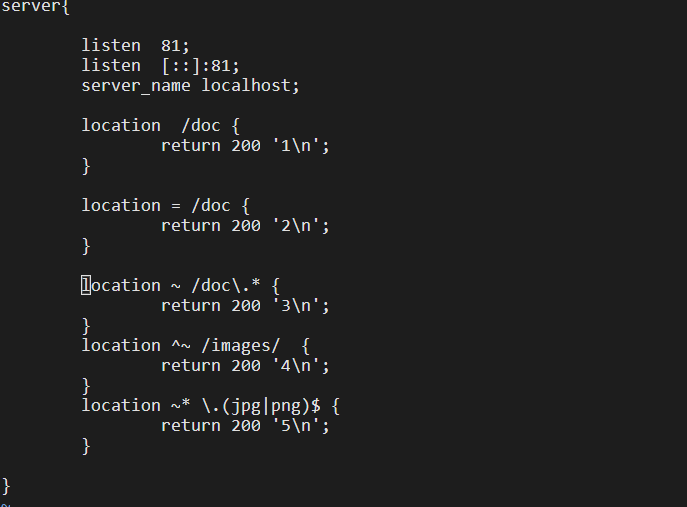 server{
listen  81;
listen  [::]:81;
server_name localhost;
location  /doc {
return 200 '1\n';
}
location = /doc {
return 200 '2\n';
}
location ~ /doc\.* {
return 200 '3\n';
}
location ^~ /images/  {
return 200 '4\n';
}
location ~* \.(jpg|png)$ {
return 200 '5\n';
}
}
~